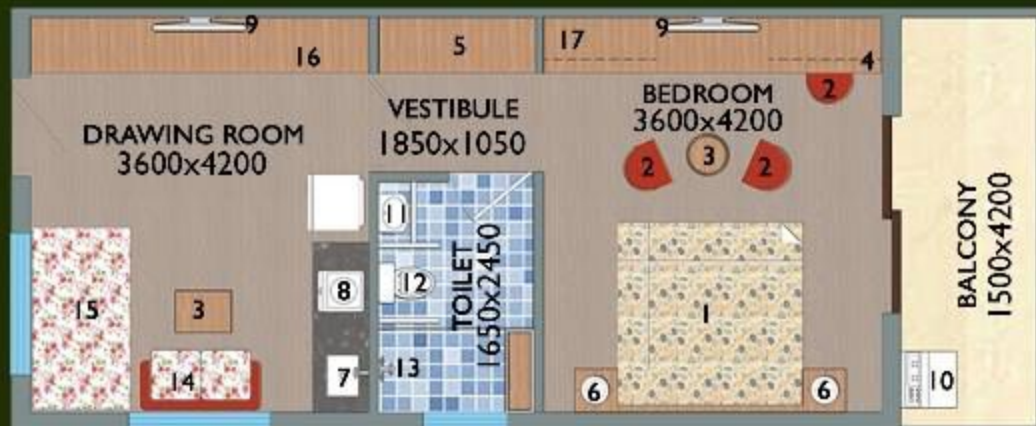 9
16
5
17
9
4
2
DRAWING ROOM
3600x4200
VESTIBULE
1850x1050
BEDROOM
3600x4200
2
3
2
11
12
TOILET
1650x2450
BALCONY
1500x4200
15
3
8
1
14
7
13
6
6
10